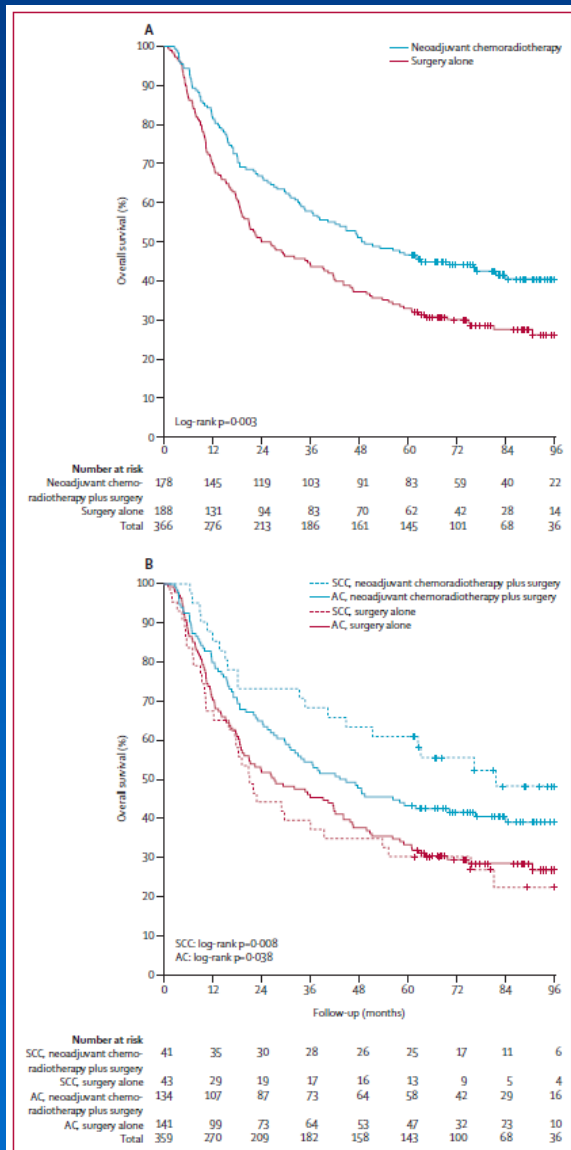 A
Neoadjuvant chemoradiotherapy
Surgery alone
100
90
80
70
60
50
40
30
20
10
0
Overall survival (%)
Log-rank p=0·003
0 12 24 36 48 60 72 84 96
Number at risk
Neoadjuvant chemo- 178 145 119 103 91 83 59 40 22
radiotherapy plus surgery
Surgery alone 188 131 94 83 70 62 42 28 14
Total 366 276 213 186 161 145 101 68 36
B
SCC, neoadjuvant chemoradiotherapy plus surgery
AC, neoadjuvant chemoradiotherapy plus surgery
SCC, surgery alone
AC, surgery alone
100
90
80
70
60
50
40
30
20
10
0
Overall survival (%)
SCC: log-rank p=0·008
AC: log-rank p=0·038
0 12 24 36 48 60 72 84 96
Follow-up (months)
Number at risk
SCC, neoadjuvant chemo- 41 35 30 28 26 25 17 11 6
radiotherapy plus surgery
SCC, surgery alone 43 29 19 17 16 13 9 5 4
AC, neoadjuvant chemo- 134 107 87 73 64 58 42 29 16
radiotherapy plus surgery
AC, surgery alone 141 99 73 64 53 47 32 23 10
Total 359 270 209 182 158 143 100 68 36